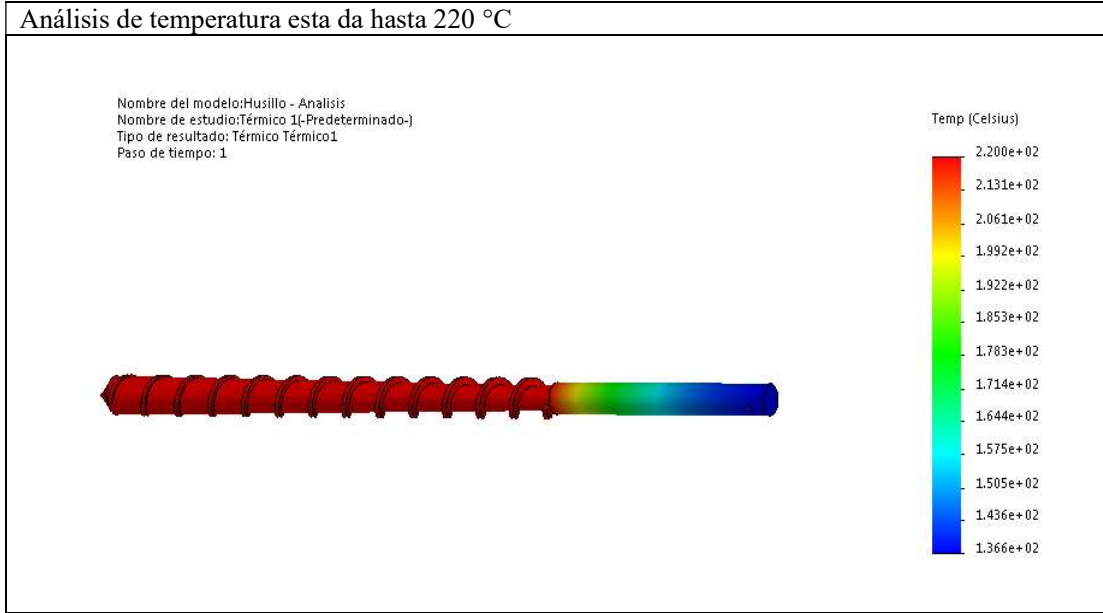 Análisis de temperatura esta da hasta 220 °C
Nombre del modelo:Husillo - Analisis
Nombre de estudio:Térmico 1(-Predeterminado-)
Tipo de resultado: Térmico Térmico1
Paso de tiempo: 1
Temp (Celsius)
2.200e+02
2.131e+02
2.061e+02
1.992e+02
1.922e+02
1.853e+02
1.783e+02
1.714e+02
1.644e+02
1.575e+02
1.505e+02
1.436e+02
1.366e+02